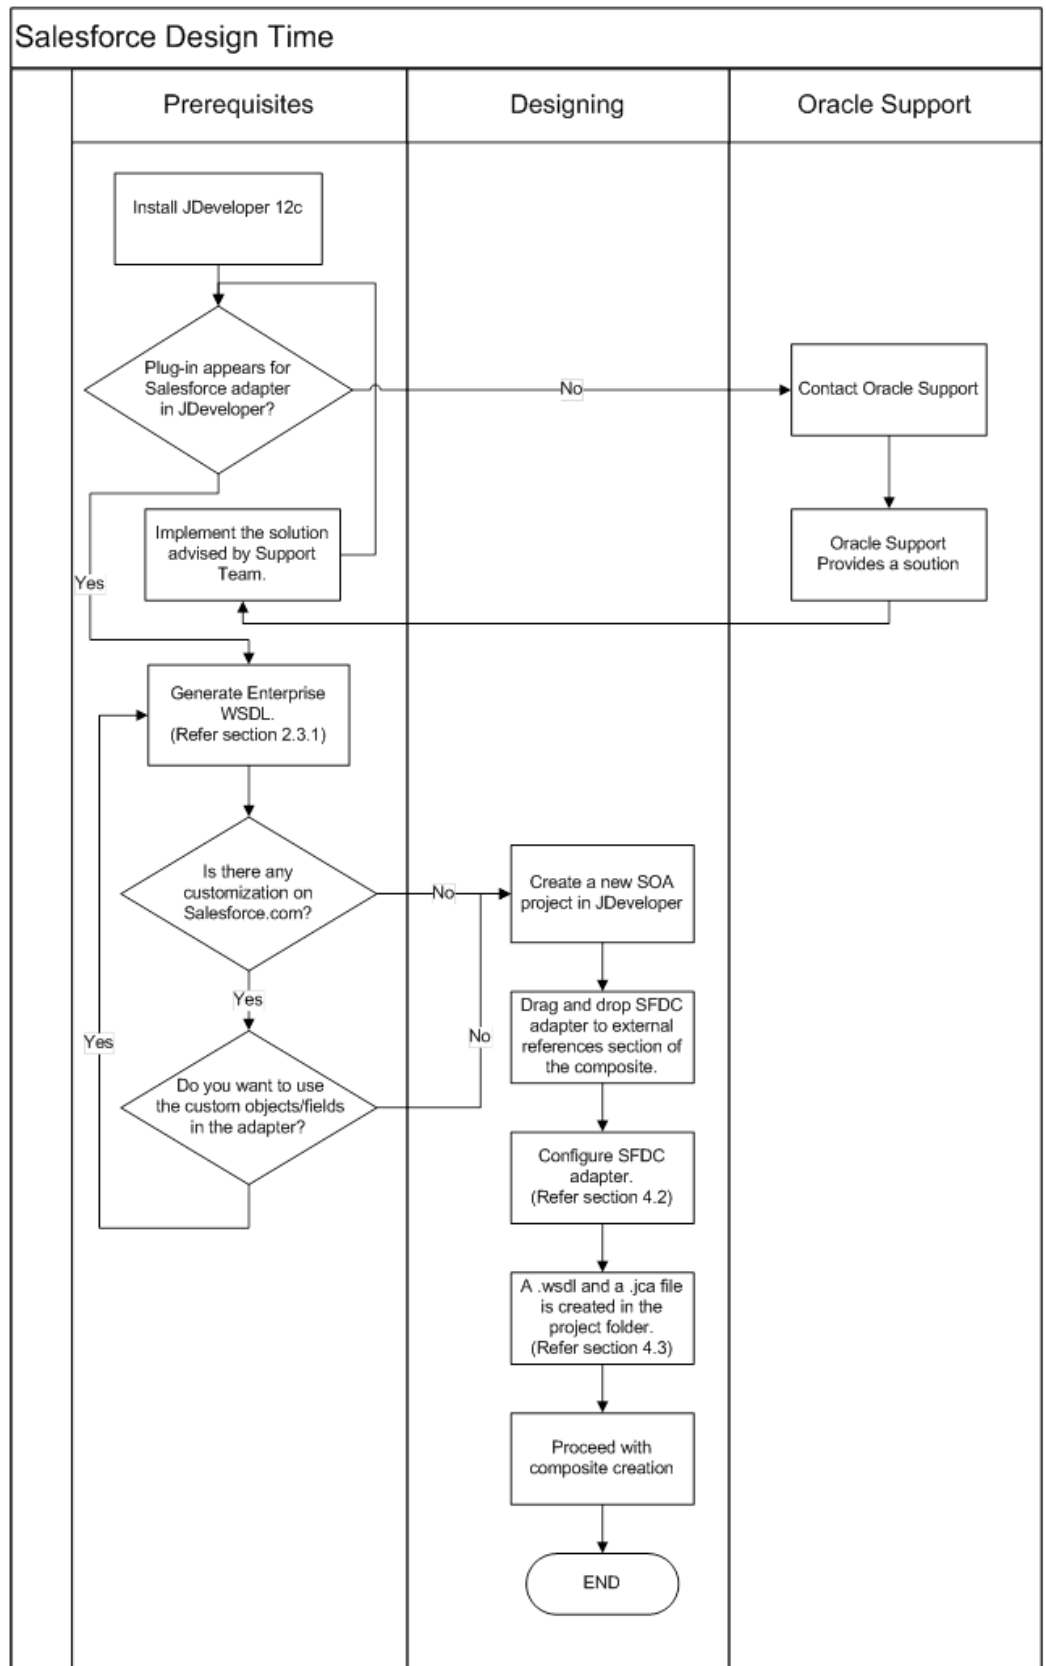 Salesforce Design Time
Prerequisites
Designing
Oracle Support
Install JDeveloper 12c
Plug-in appears for
Salesforce adapter
in JDeveloper?
No
Contact Oracle Support
Implement the solution
advised by Support
Team.
Oracle Support
Provides a soution
Yes
Generate Enterprise
WSDL.
(Refer section 2.3.1)
Is there any
customization on
Salesforce.com?
No
Create a new SOA
project in JDeveloper
Yes
Drag and drop SFDC
adapter to external
references section of
the composite.
No
Yes
Do you want to use
the custom objects/fields
in the adapter?
Configure SFDC
adapter.
(Refer section 4.2)
A .wsdl and a .jca file
is created in the
project folder.
(Refer section 4.3)
Proceed with
composite creation
END